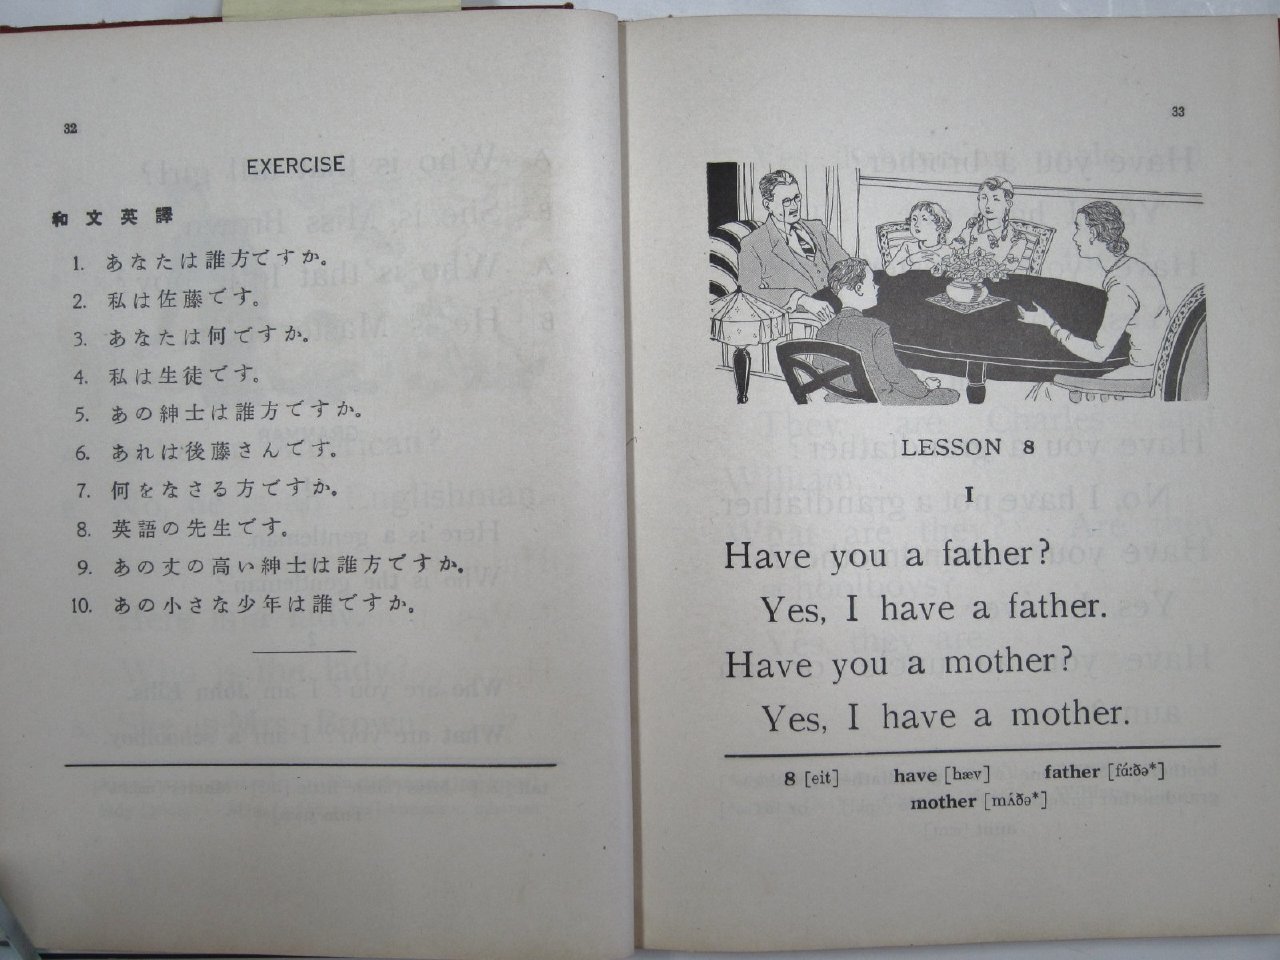 32
EXERCISE
和文英譯
1. あなたは誰方ですか。
2. 私は佐藤です。
3. あなたは何ですか。
4. 私は生徒です。
5. あの紳士は誰方ですか。
6. あれは後藤さんです。
7. 何をなさる方ですか。
8. 英語の先生です。
9. あの丈の高い紳士は誰方ですか。
10. あの小さな少年は誰ですか。
33
LESSON 8
I
Have you a father?
Yes, I have a father.
Have you a mother?
Yes, I have a mother.
8 [eit] have [hæv] father [fɑ́:ðə*]
mother [mʌ́ðə*]